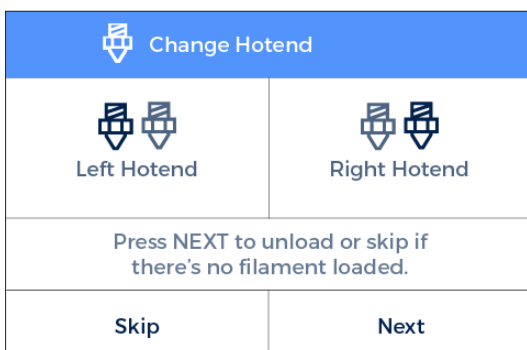 Change Hotend
Left Hotend
Right Hotend
Press NEXT to unload or skip if
there's no filament loaded.
Skip
Next